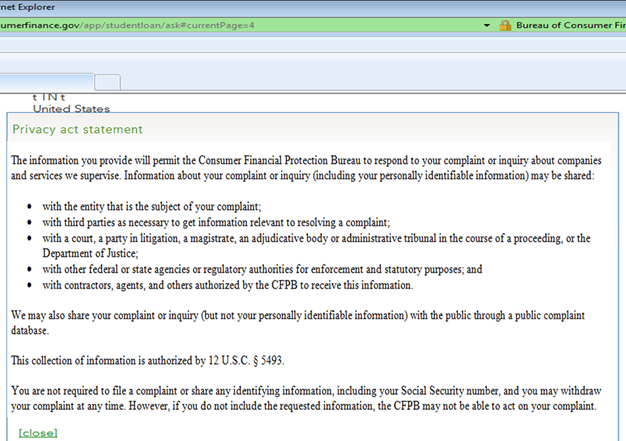 net Explorer
sumerfinance.gov/app/studentloan/ask#currentPage=4
Bureau of Consumer Fir
United States
Privacy act statement
The information you provide will permit the Consumer Financial Protection Bureau to respond to your complaint or inquiry about companies
and services we supervise. Information about your complaint or inquiry (including your personally identifiable information) may be shared:
• with the entity that is the subject of your complaint;
• with third parties as necessary to get information relevant to resolving a complaint;
• with a court, a party in litigation, a magistrate, an adjudicative body or administrative tribunal in the course of a proceeding, or the
Department of Justice;
• with other federal or state agencies or regulatory authorities for enforcement and statutory purposes; and
• with contractors, agents, and others authorized by the CFPB to receive this information.
We may also share your complaint or inquiry (but not your personally identifiable information) with the public through a public complaint
database.
This collection of information is authorized by 12 U.S.C. § 5493.
You are not required to file a complaint or share any identifying information, including your Social Security number, and you may withdraw
your complaint at any time. However, if you do not include the requested information, the CFPB may not be able to act on your complaint.
[close]